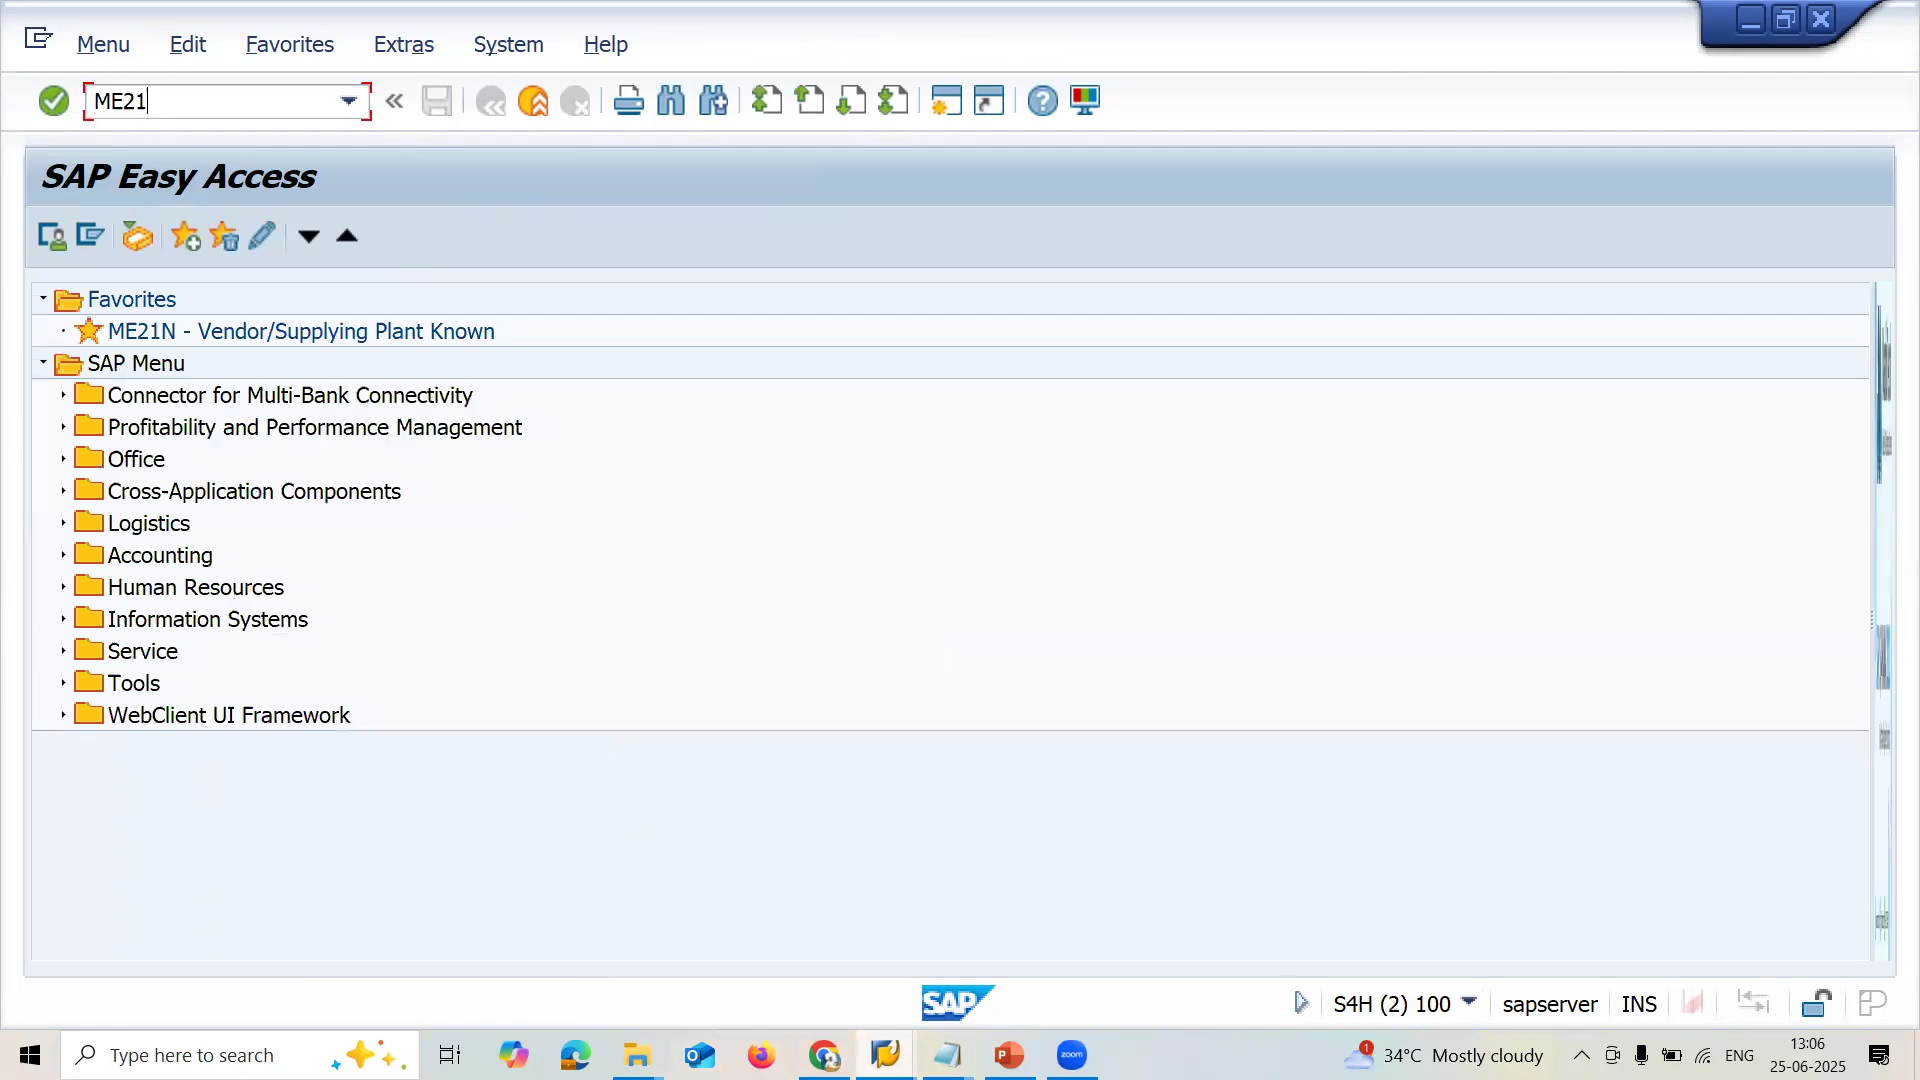 Menu Edit Favorites Extras System Help
ME21
SAP Easy Access
Favorites
ME21N - Vendor/Supplying Plant Known
SAP Menu
Connector for Multi-Bank Connectivity
Profitability and Performance Management
Office
Cross-Application Components
Logistics
Accounting
Human Resources
Information Systems
Service
Tools
WebClient UI Framework
SAP S4H (2) 100 sapserver INS
Type here to search zoom 1 34°C Mostly cloudy ENG 13:06
25-06-2025